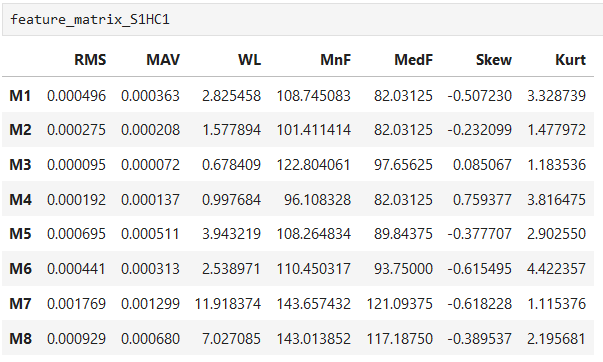 feature_matrix_S1HC1
RMS MAV WL MnF MedF Skew Kurt
M1 0.000496 0.000363 2.825458 108.745083 82.03125 -0.507230 3.328739
M2 0.000275 0.000208 1.577894 101.411414 82.03125 -0.232099 1.477972
M3 0.000095 0.000072 0.678409 122.804061 97.65625 0.085067 1.183536
M4 0.000192 0.000137 0.997684 96.108328 82.03125 0.759377 3.816475
M5 0.000695 0.000511 3.943219 108.264834 89.84375 -0.377707 2.902550
M6 0.000441 0.000313 2.538971 110.450317 93.75000 -0.615495 4.422357
M7 0.001769 0.001299 11.918374 143.657432 121.09375 -0.618228 1.115376
M8 0.000929 0.000680 7.027085 143.013852 117.18750 -0.389537 2.195681